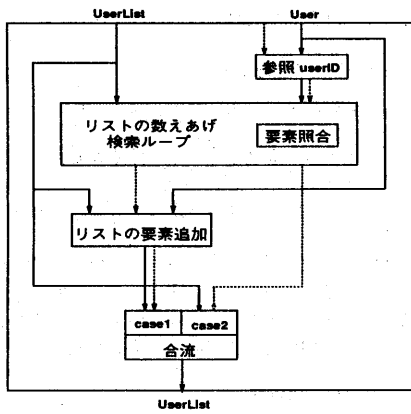 UserList
User
参照 userID
リストの数えあげ
検索ループ
要素照合
リストの要素追加
case1
case2
合流
UserList